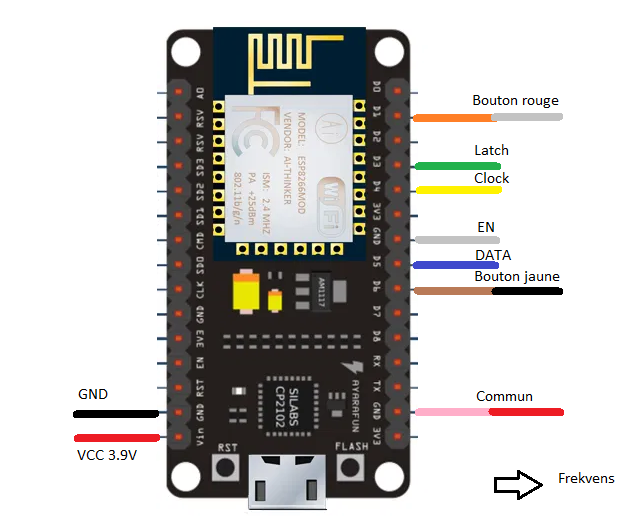 Bouton rouge
Latch
Clock
EN
DATA
Bouton jaune
Commun
Frekvens
GND
VCC 3.9V
A0
RSV
RSV
SD3
SD2
SD1
CMD
SD0
CLK
GND
3V3
EN
RST
GND
Vin
D0
D1
D2
D3
D4
3V3
GND
D5
D6
D7
D8
RX
TX
GND
3V3
FC
Ai
MODEL: ESP8266MOD
VENDOR: AI-THINKER
WiFi
ISM: 2.4 MHZ
PA +25dBm
802.11b/g/n
AM1117
SILABS
CP2102
AYARAFUN
RST
FLASH